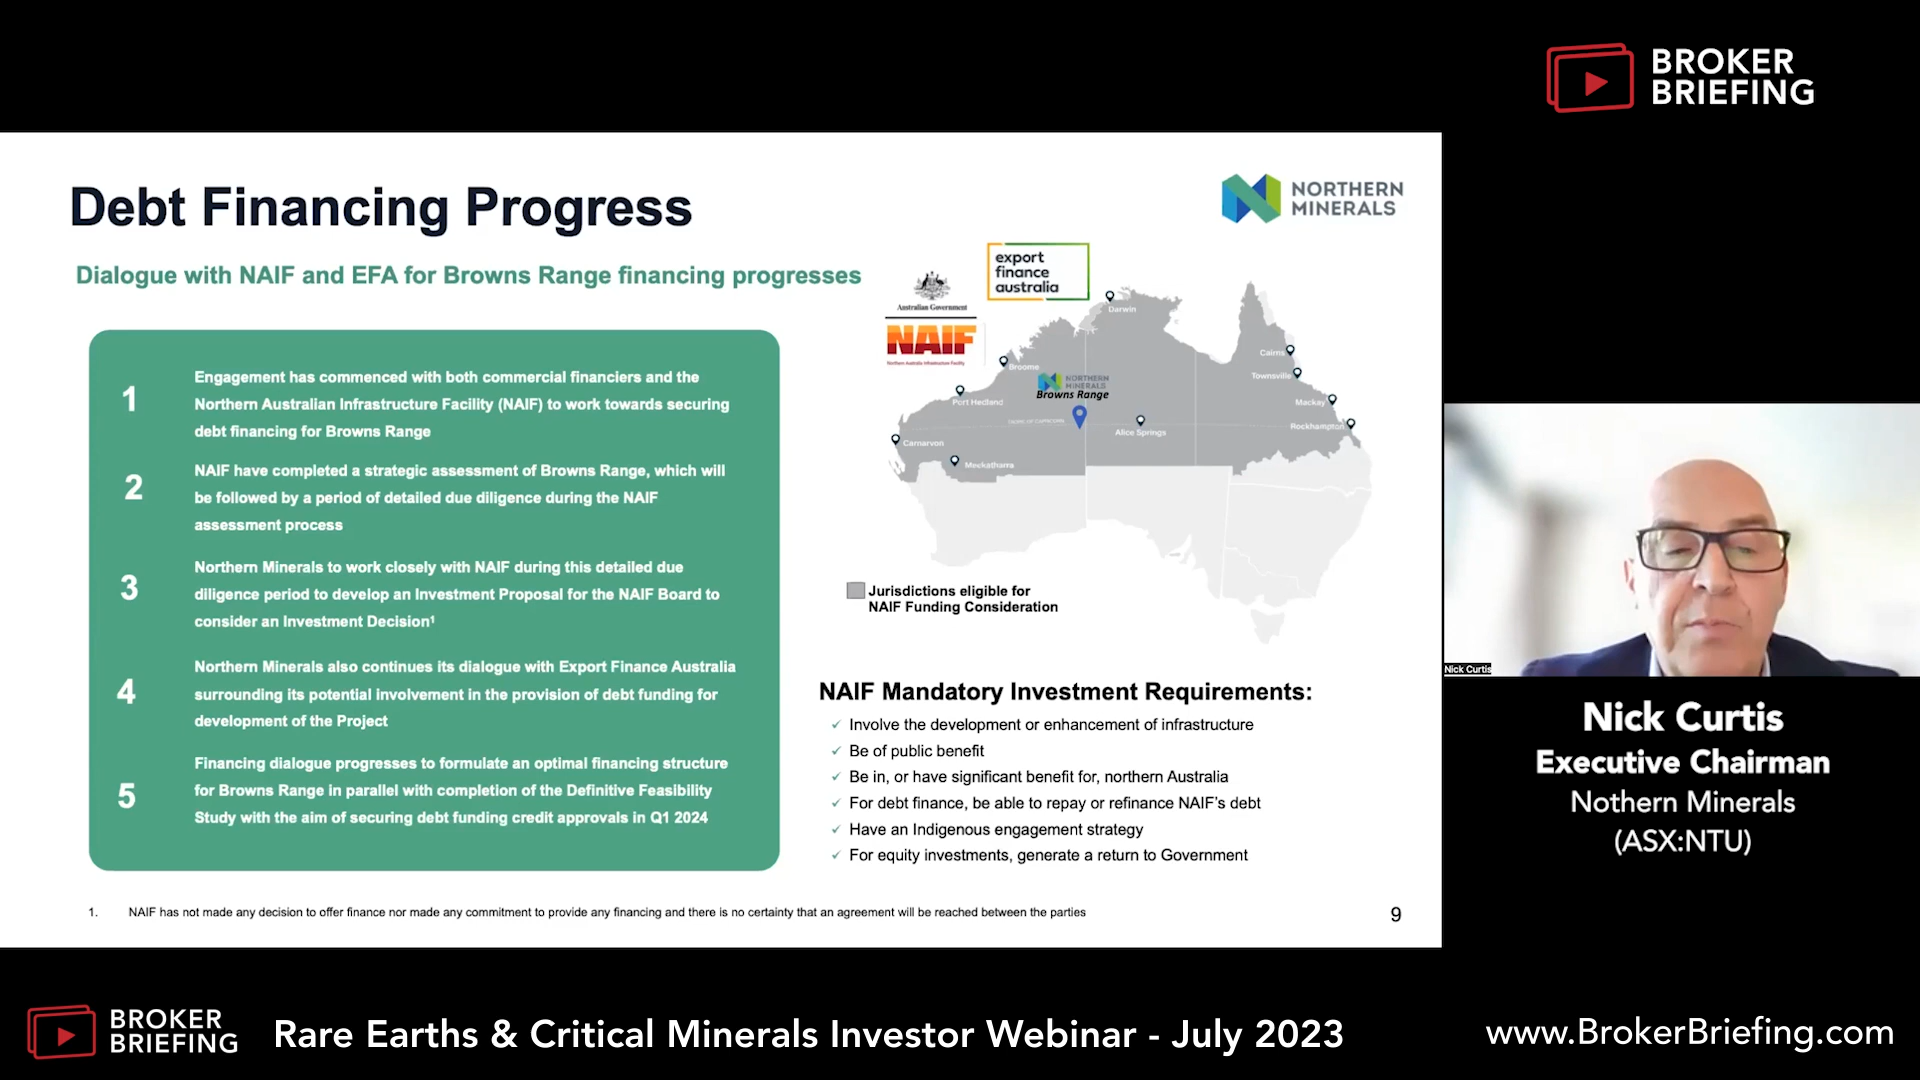 BROKER
BRIEFING
Debt Financing Progress
NORTHERN
MINERALS
Dialogue with NAIF and EFA for Browns Range financing progresses
1
Engagement has commenced with both commercial financiers and the
Northern Australian Infrastructure Facility (NAIF) to work towards securing
debt financing for Browns Range
2
NAIF have completed a strategic assessment of Browns Range, which will
be followed by a period of detailed due diligence during the NAIF
assessment process
3
Northern Minerals to work closely with NAIF during this detailed due
diligence period to develop an Investment Proposal for the NAIF Board to
consider an Investment Decision¹
4
Northern Minerals also continues its dialogue with Export Finance Australia
surrounding its potential involvement in the provision of debt funding for
development of the Project
5
Financing dialogue progresses to formulate an optimal financing structure
for Browns Range in parallel with completion of the Definitive Feasibility
Study with the aim of securing debt funding credit approvals in Q1 2024
export
finance
australia
Australian Government
NAIF
Northern Australia Infrastructure Facility
Darwin
Cairns
Townsville
Broome
NORTHERN
MINERALS
Browns Range
Port Hedland
Mackay
TROPIC OF CAPRICORN
Alice Springs
Rockhampton
Carnarvon
Meekatharra
Jurisdictions eligible for
NAIF Funding Consideration
NAIF Mandatory Investment Requirements:
✓ Involve the development or enhancement of infrastructure
✓ Be of public benefit
✓ Be in, or have significant benefit for, northern Australia
✓ For debt finance, be able to repay or refinance NAIF's debt
✓ Have an Indigenous engagement strategy
✓ For equity investments, generate a return to Government
1. NAIF has not made any decision to offer finance nor made any commitment to provide any financing and there is no certainty that an agreement will be reached between the parties
9
Nick Curtis
Nick Curtis
Executive Chairman
Nothern Minerals
(ASX:NTU)
BROKER
BRIEFING
Rare Earths & Critical Minerals Investor Webinar - July 2023
www.BrokerBriefing.com